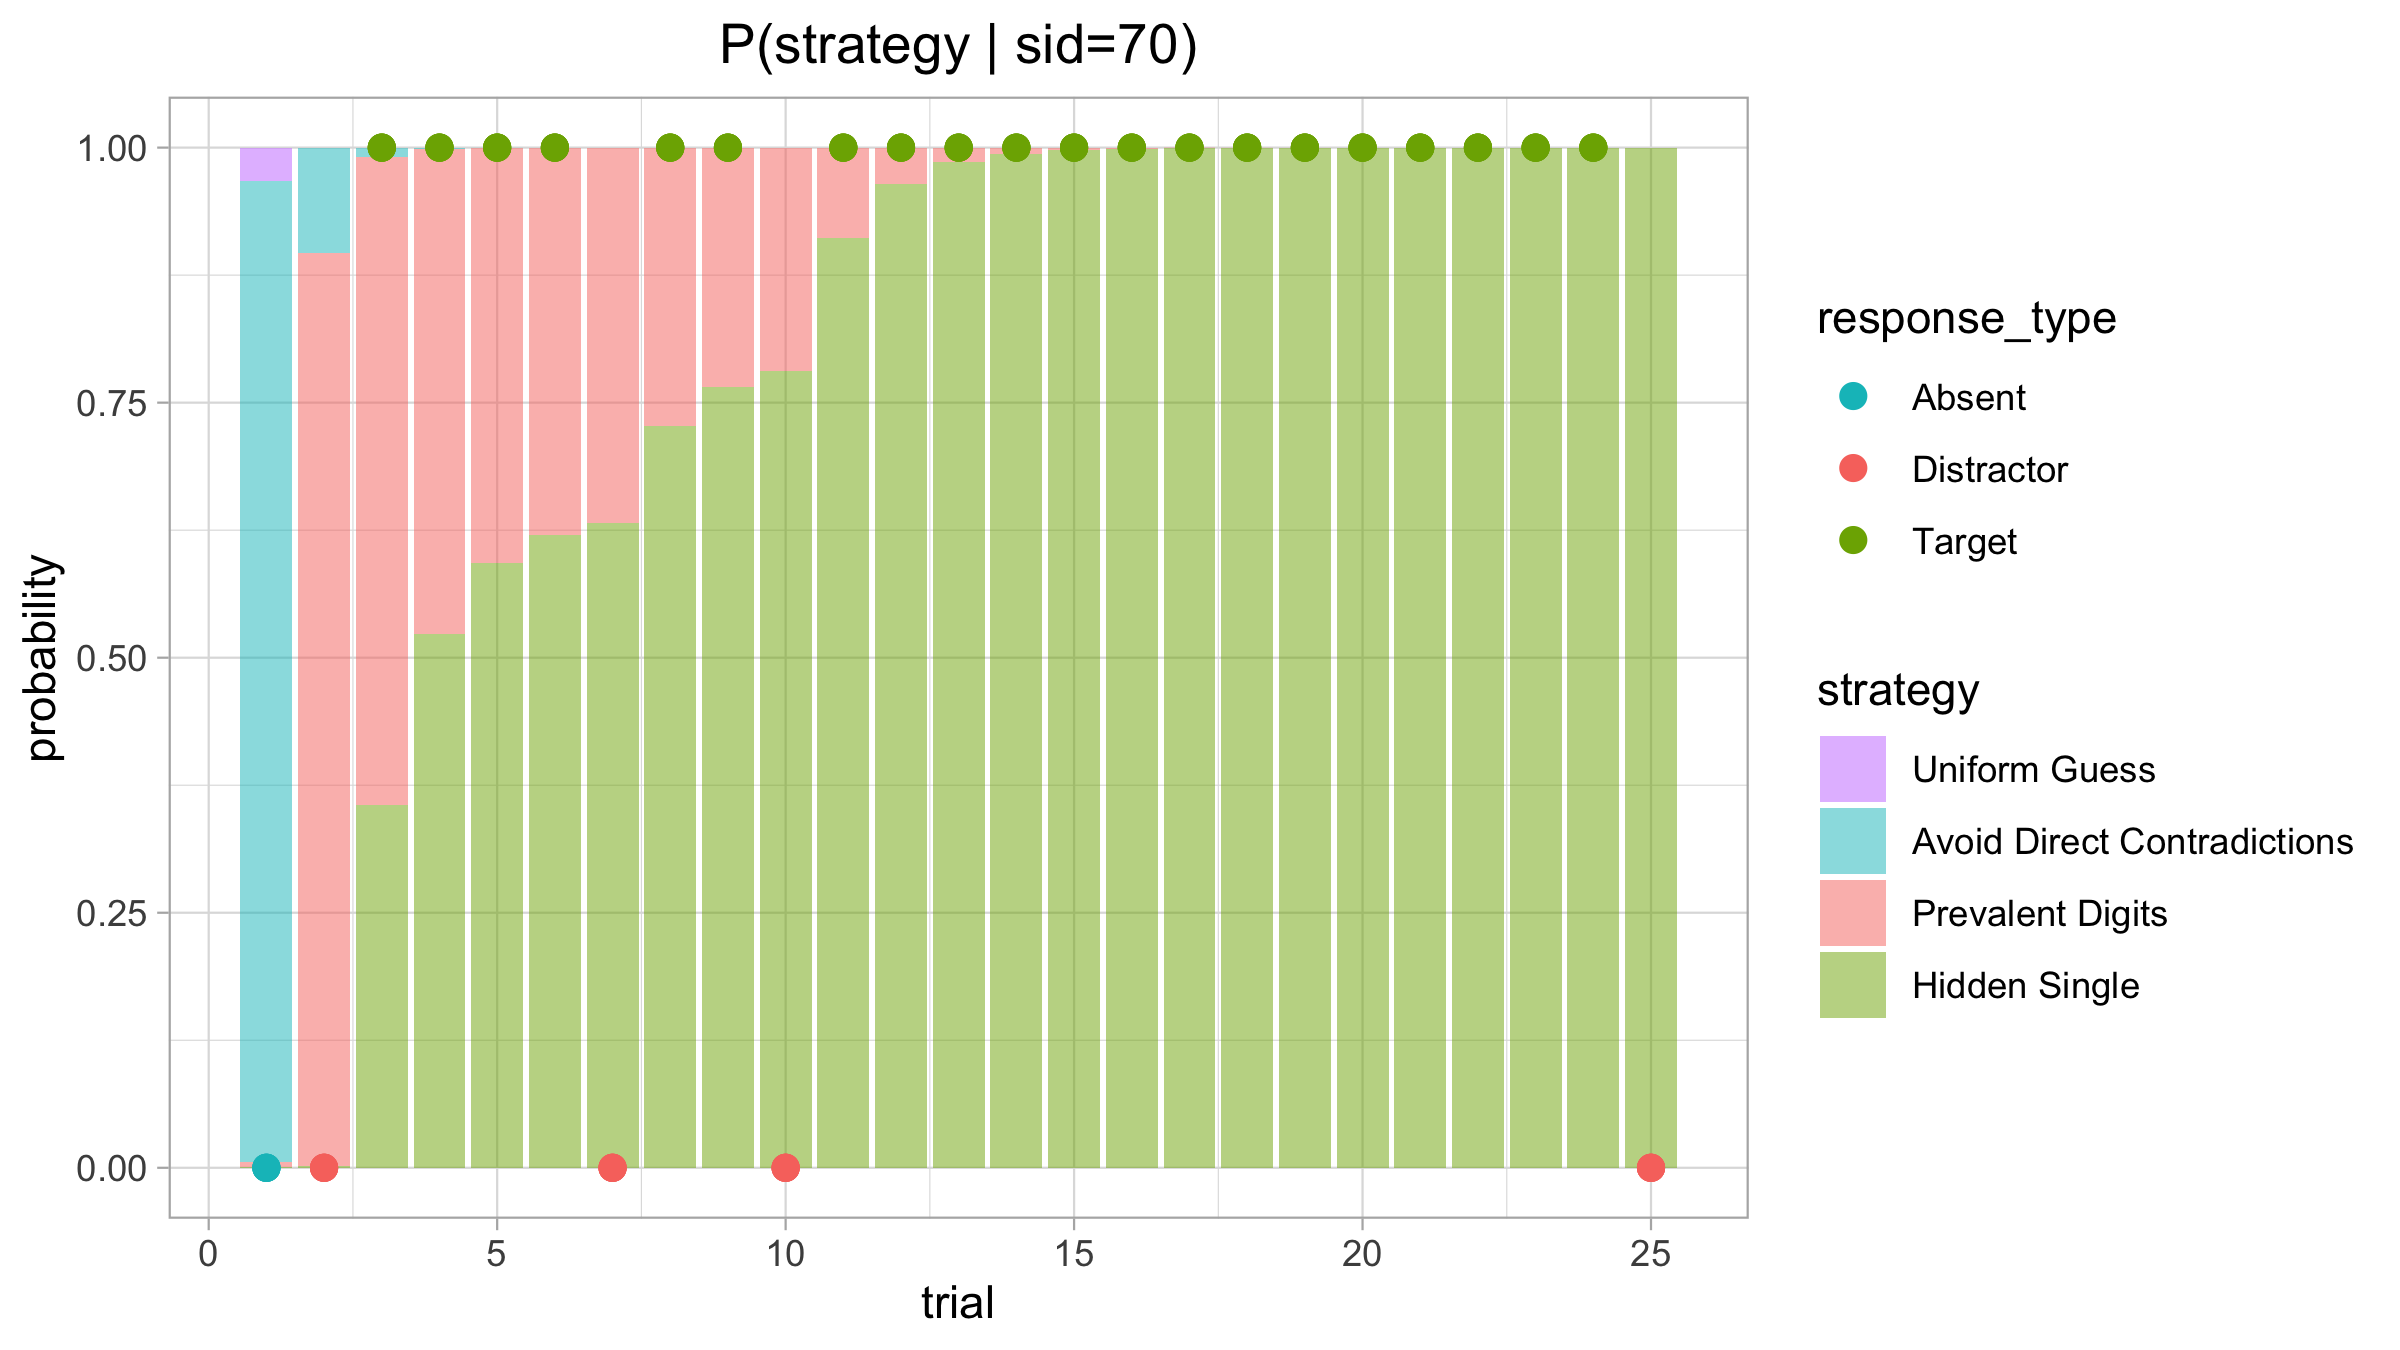 P(strategy | sid=70)
1.00
0.75
0.50
0.25
0.00
probability
0 5 10 15 20 25
trial
response_type
Absent
Distractor
Target
strategy
Uniform Guess
Avoid Direct Contradictions
Prevalent Digits
Hidden Single